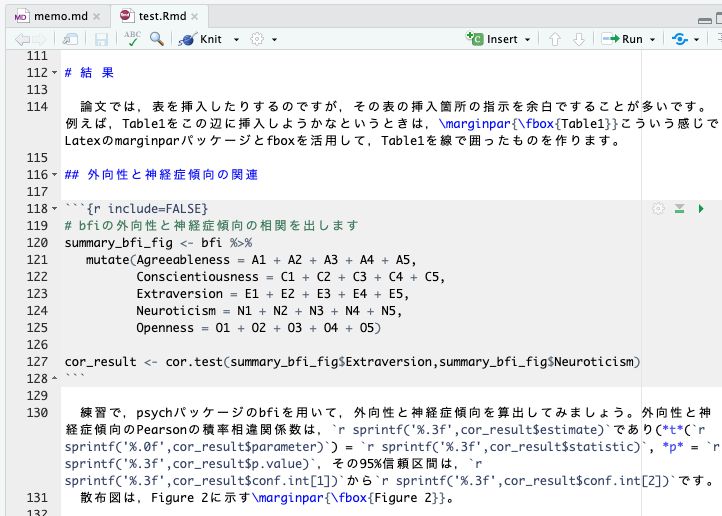 memo.md × test.Rmd ×
ABC Knit Insert Run
111
112 # 結 果
113
114 論文では，表を挿入したりするのですが，その表の挿入箇所の指示を余白ですることが多いです。
例えば，Table1をこの辺に挿入しようかなというときは，\marginpar{\fbox{Table1}}こういう感じで
Latexのmarginparパッケージとfboxを活用して，Table1を線で囲ったものを作ります。
115
116 ## 外向性と神経症傾向の関連
117
118 ```{r include=FALSE}
119 # bfiの外向性と神経症傾向の相関を出します
120 summary_bfi_fig <- bfi %>%
121 mutate(Agreeableness = A1 + A2 + A3 + A4 + A5,
122 Conscientiousness = C1 + C2 + C3 + C4 + C5,
123 Extraversion = E1 + E2 + E3 + E4 + E5,
124 Neuroticism = N1 + N2 + N3 + N4 + N5,
125 Openness = O1 + O2 + O3 + O4 + O5)
126
127 cor_result <- cor.test(summary_bfi_fig$Extraversion,summary_bfi_fig$Neuroticism)
128 ```
129
130 練習で，psychパッケージのbfiを用いて，外向性と神経症傾向を算出してみましょう。外向性と神
経症傾向のPearsonの積率相違関係数は，`r sprintf('%.3f',cor_result$estimate)`であり(*t*(`r
sprintf('%.0f',cor_result$parameter)`) = `r sprintf('%.3f',cor_result$statistic)`, *p* = `r
sprintf('%.3f',cor_result$p.value)`，その95%信頼区間は，`r
sprintf('%.3f',cor_result$conf.int[1])`から`r sprintf('%.3f',cor_result$conf.int[2])`です。
131 散布図は，Figure 2に示す\marginpar{\fbox{Figure 2}}。
132